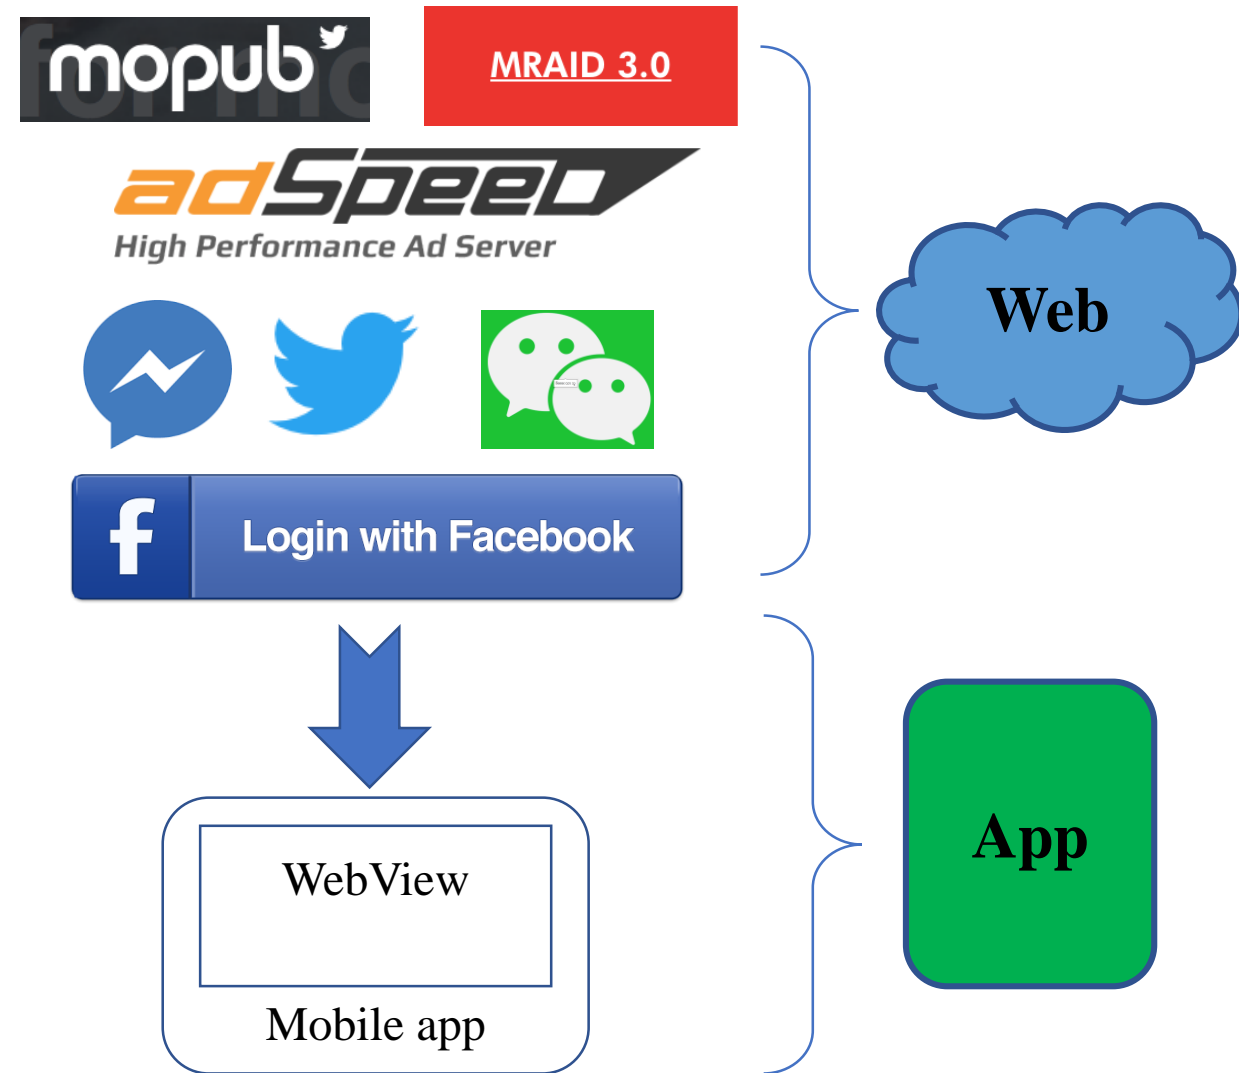 mopub
MRAID 3.0
adSpeed
High Performance Ad Server
Web
f Login with Facebook
WebView
Mobile app
App